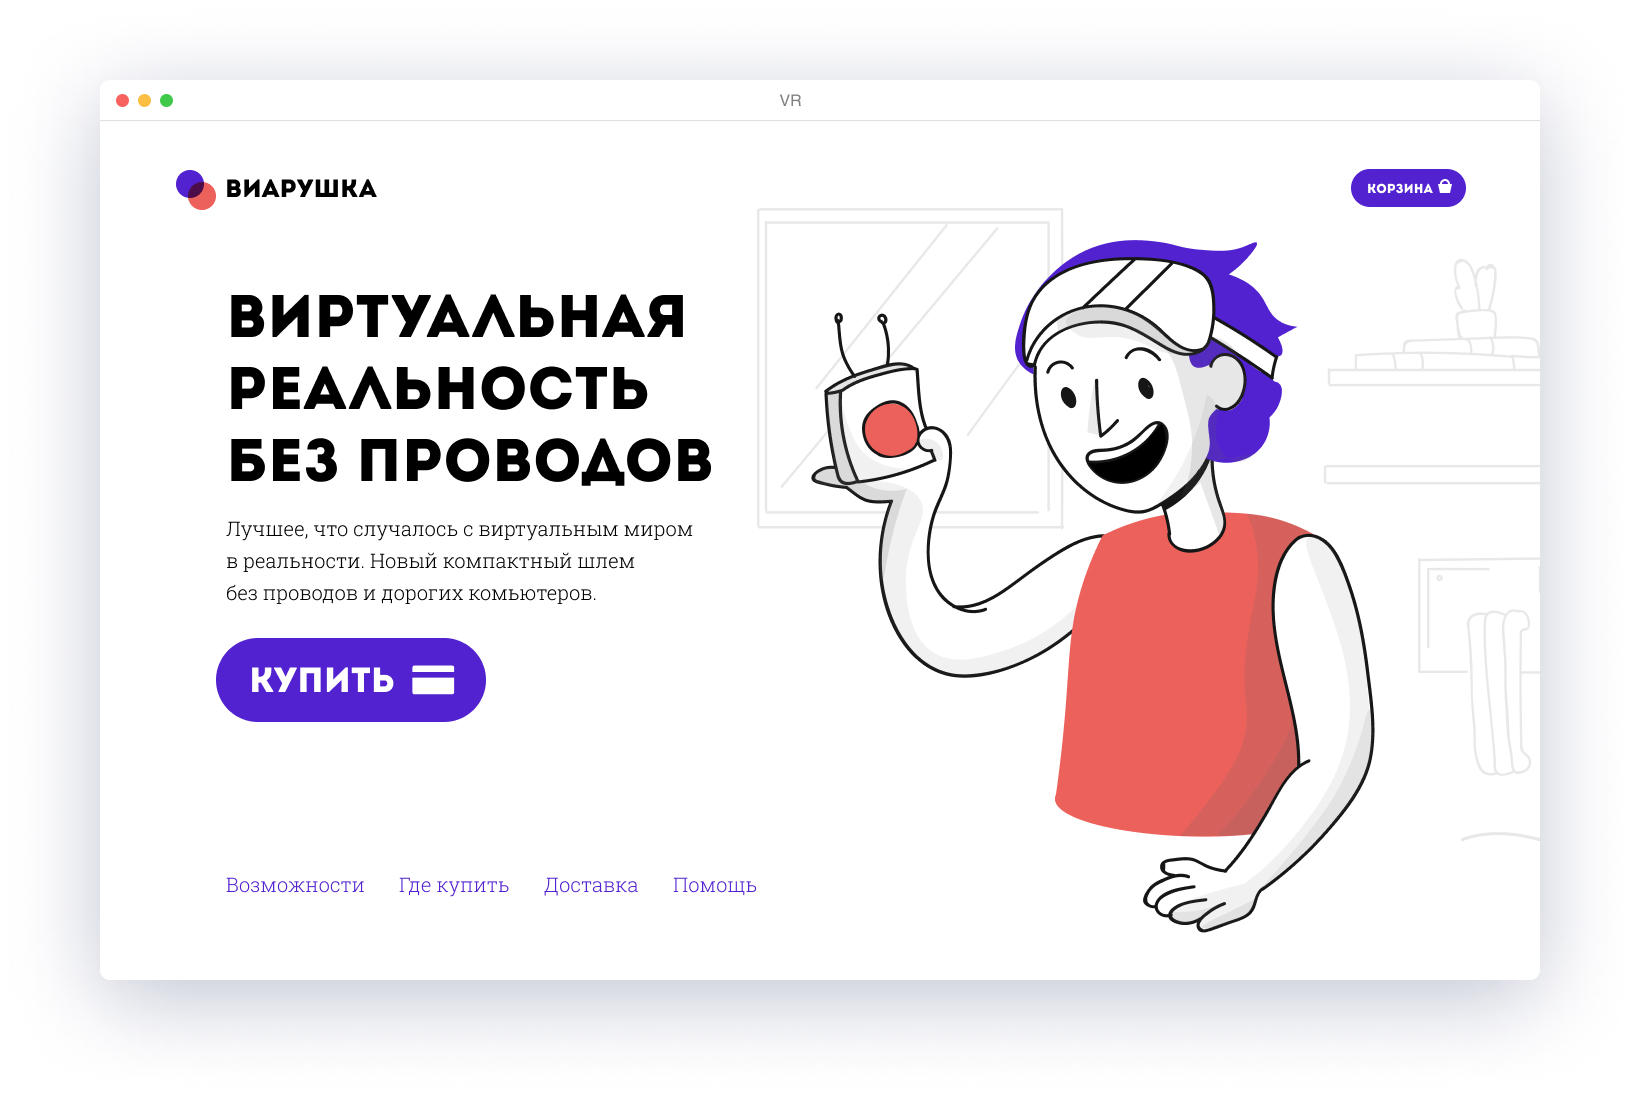 VR
ВИАРУШКА
КОРЗИНА
ВИРТУАЛЬНАЯ
РЕАЛЬНОСТЬ
БЕЗ ПРОВОДОВ
Лучшее, что случалось с виртуальным миром
в реальности. Новый компактный шлем
без проводов и дорогих комьютеров.
КУПИТЬ
Возможности Где купить Доставка Помощь